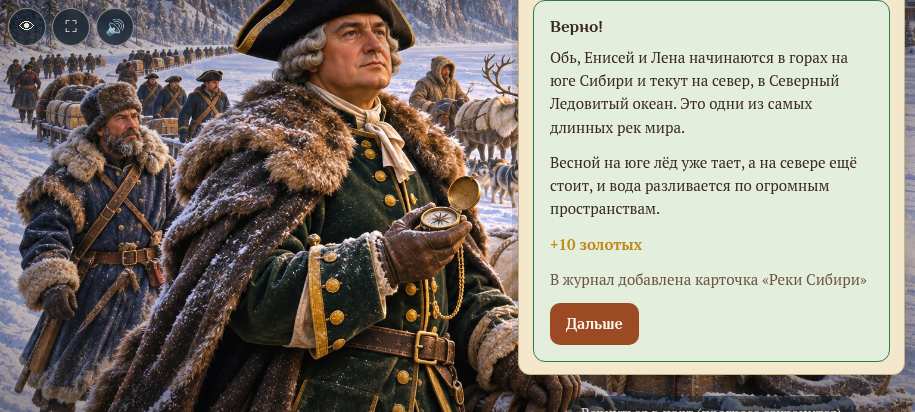 Верно!
Обь, Енисей и Лена начинаются в горах на
юге Сибири и текут на север, в Северный
Ледовитый океан. Это одни из самых
длинных рек мира.
Весной на юге лёд уже тает, а на севере ещё
стоит, и вода разливается по огромным
пространствам.
+10 золотых
В журнал добавлена карточка «Реки Сибири»
Дальше